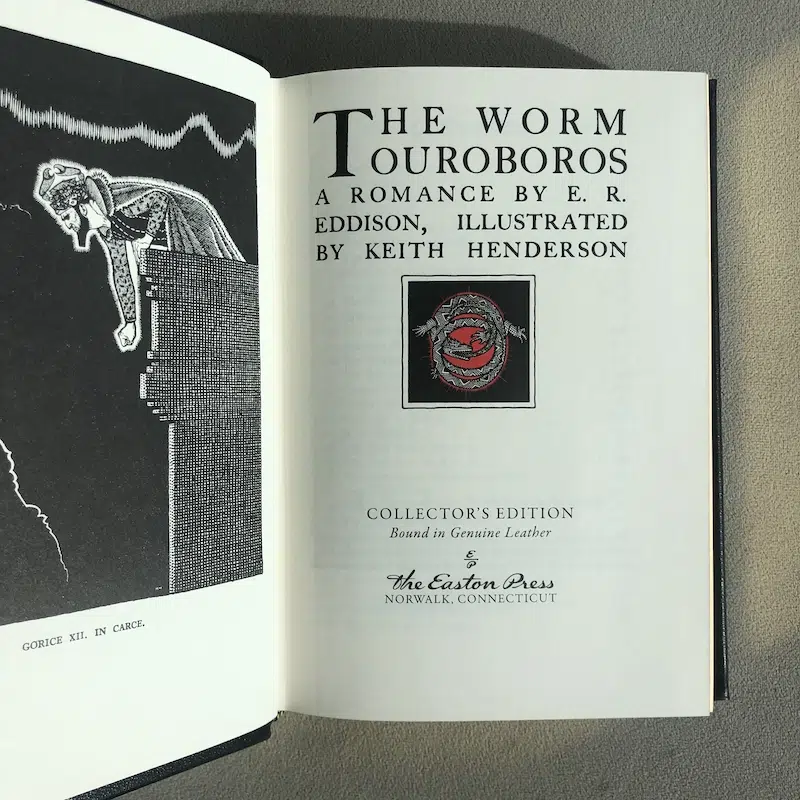 GORICE XII. IN CARCE.
THE WORM
OUROBOROS
A ROMANCE BY E. R.
EDDISON, ILLUSTRATED
BY KEITH HENDERSON
COLLECTOR'S EDITION
Bound in Genuine Leather
E/P
The Easton Press
NORWALK, CONNECTICUT